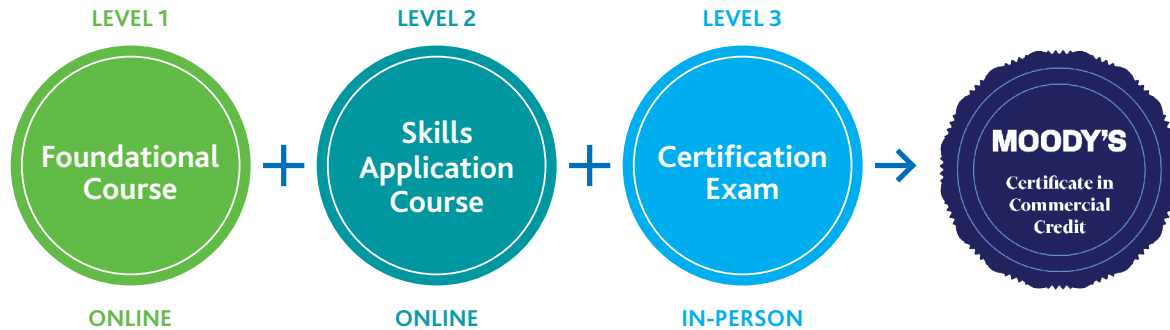 LEVEL 1
LEVEL 2
LEVEL 3
Foundational
Course
Skills
Application
Course
Certification
Exam
MOODY'S
Certificate in
Commercial
Credit
ONLINE
ONLINE
IN-PERSON